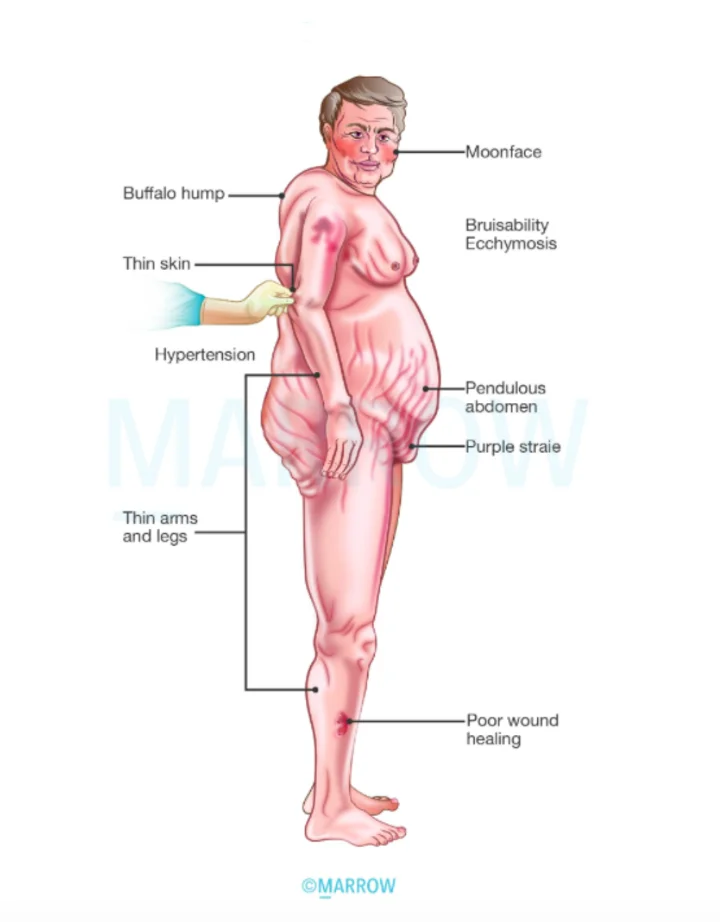 Moonface
Buffalo hump
Bruisability
Ecchymosis
Thin skin
Hypertension
Pendulous
abdomen
MARROW
Purple straie
Thin arms
and legs
Poor wound
healing
©MARROW